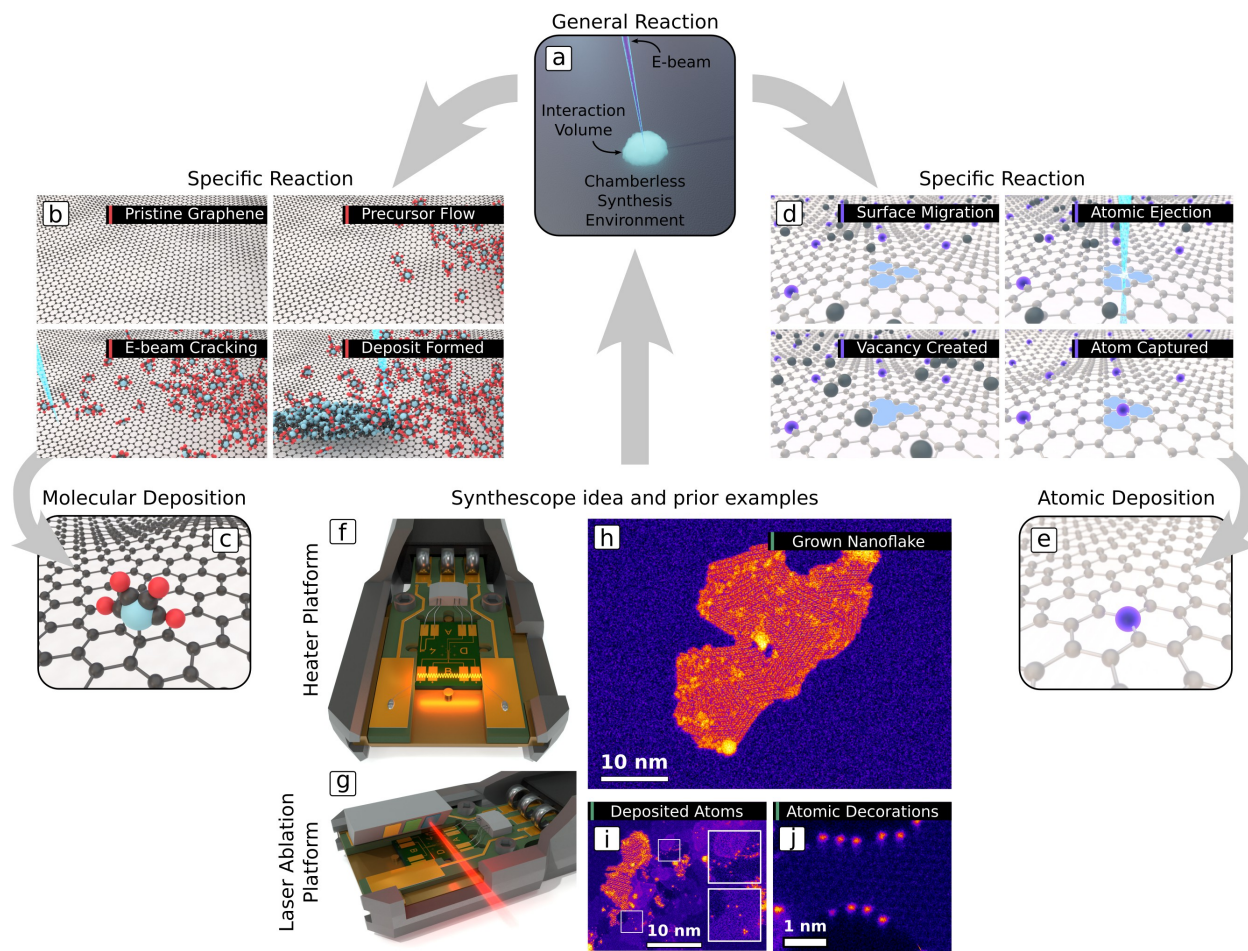 General Reaction
a
E-beam
Interaction
Volume
Chamberless
Synthesis
Environment
Specific Reaction
b
Pristine Graphene
Precursor Flow
E-beam Cracking
Deposit Formed
Specific Reaction
d
Surface Migration
Atomic Ejection
Vacancy Created
Atom Captured
Molecular Deposition
c
Synthescope idea and prior examples
Atomic Deposition
e
Heater Platform
f
A
4
D
B
h
Grown Nanoflake
10 nm
Laser Ablation
Platform
g
Deposited Atoms
i
10 nm
Atomic Decorations
j
1 nm